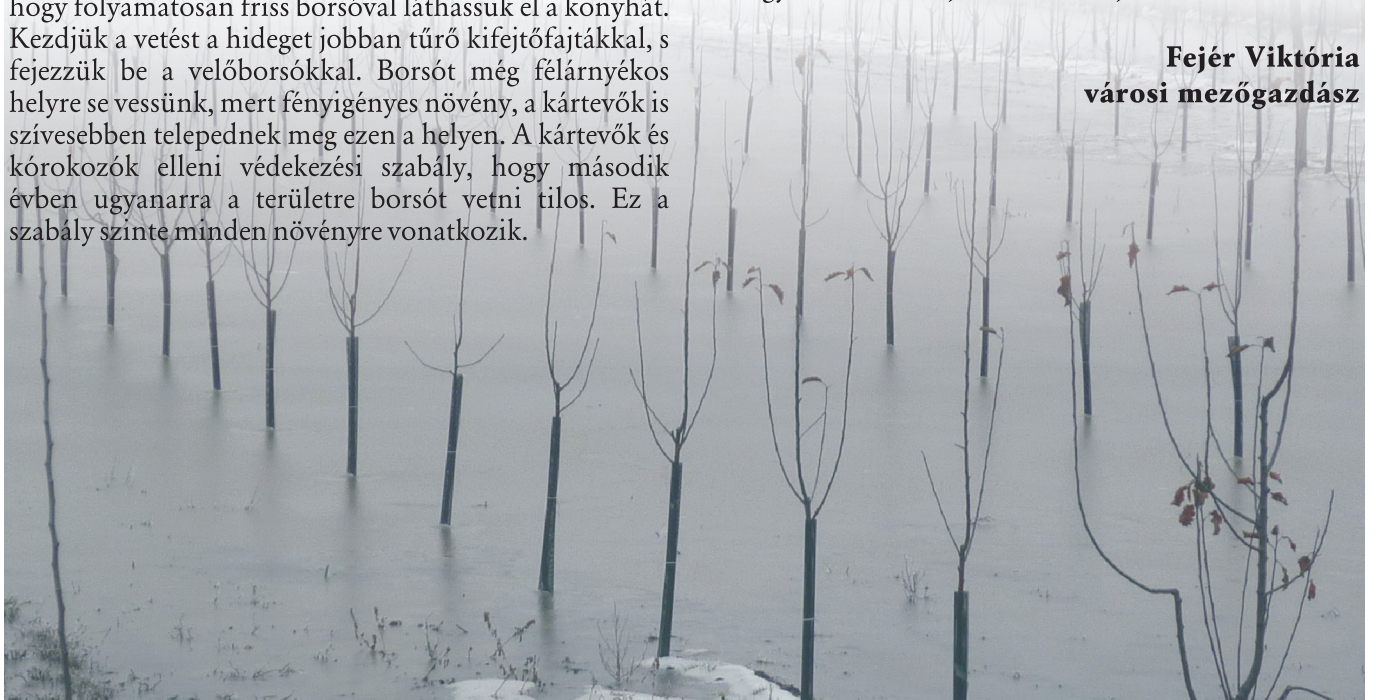 hogy folyamatosan friss borsóval láthassuk el a konyhát.
Kezdjük a vetést a hideget jobban tűrő kifejtőfajtákkal, s
fejezzük be a velőborsókkal. Borsót még félárnyékos
helyre se vessünk, mert fényigényes növény, a kártevők is
szívesebben telepednek meg ezen a helyen. A kártevők és
kórokozók elleni védekezési szabály, hogy második
évben ugyanarra a területre borsót vetni tilos. Ez a
szabály szinte minden növényre vonatkozik.
Fejér Viktória
városi mezőgazdász